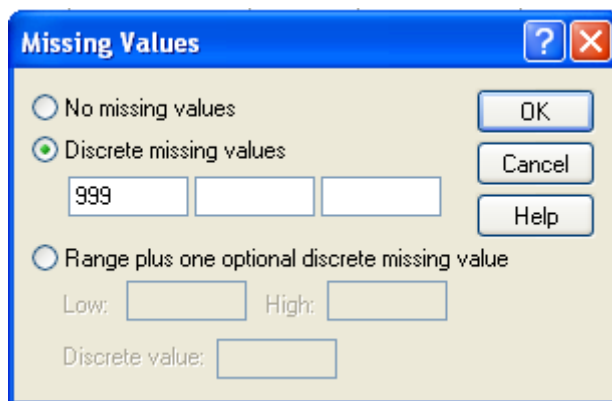 Missing Values
No missing values
OK
Discrete missing values
Cancel
999
Help
Range plus one optional discrete missing value
Low: High:
Discrete value: